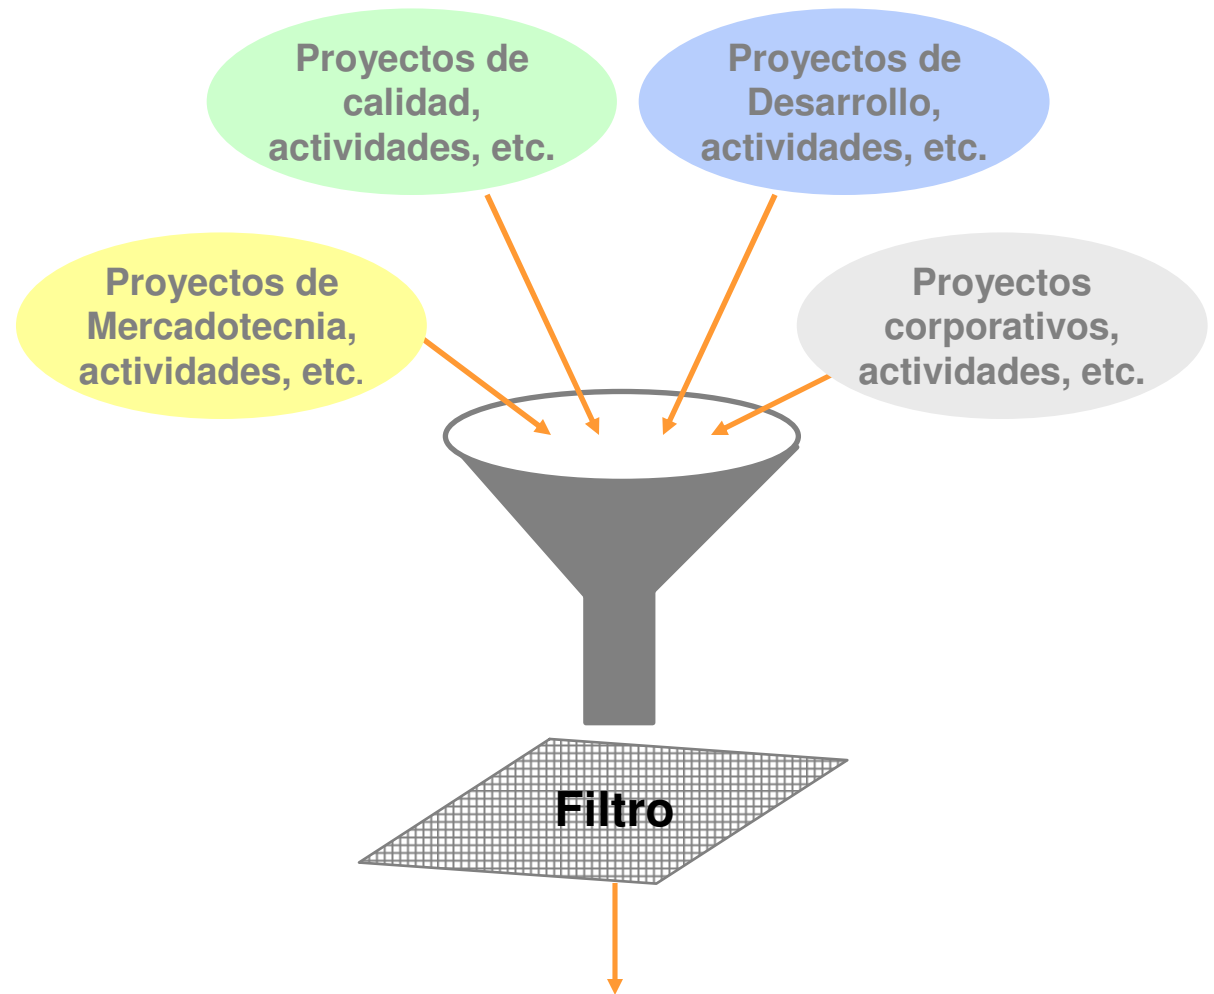 Proyectos de
calidad,
actividades, etc.
Proyectos de
Desarrollo,
actividades, etc.
Proyectos de
Mercadotecnia,
actividades, etc.
Proyectos
corporativos,
actividades, etc.
Filtro